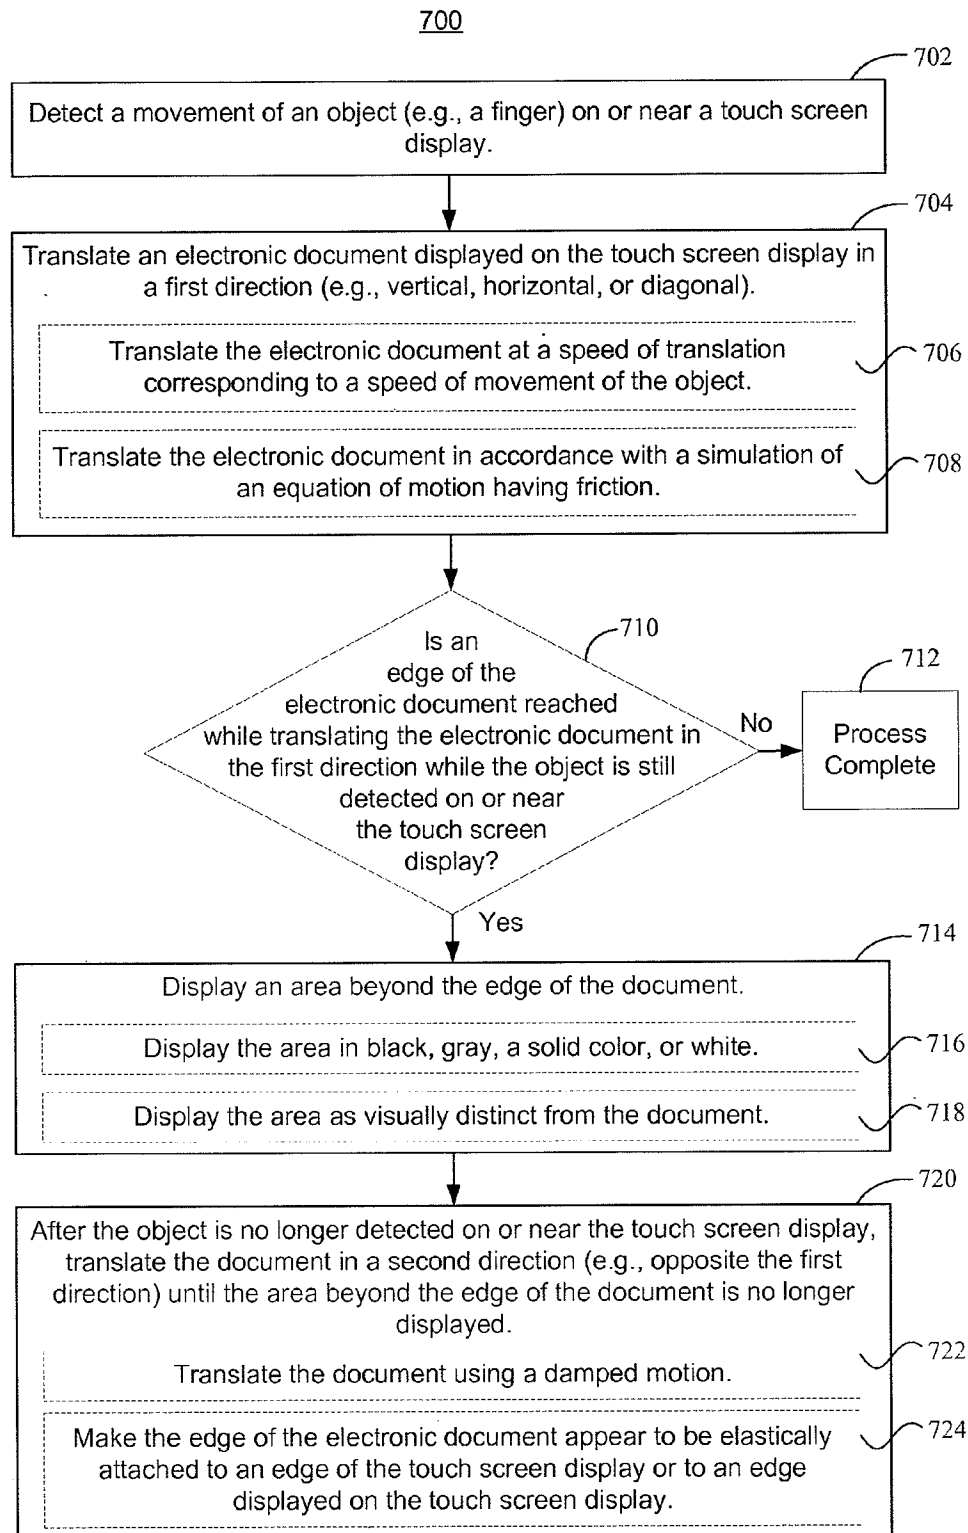 700
702
Detect a movement of an object (e.g., a finger) on or near a touch screen
display.
704
Translate an electronic document displayed on the touch screen display in
a first direction (e.g., vertical, horizontal, or diagonal).
Translate the electronic document at a speed of translation
corresponding to a speed of movement of the object.
706
Translate the electronic document in accordance with a simulation of
an equation of motion having friction.
708
710
Is an
edge of the
electronic document reached
while translating the electronic document in
the first direction while the object is still
detected on or near
the touch screen
display?
No
712
Process
Complete
Yes
714
Display an area beyond the edge of the document.
Display the area in black, gray, a solid color, or white.
716
Display the area as visually distinct from the document.
718
720
After the object is no longer detected on or near the touch screen display,
translate the document in a second direction (e.g., opposite the first
direction) until the area beyond the edge of the document is no longer
displayed.
Translate the document using a damped motion.
722
Make the edge of the electronic document appear to be elastically
attached to an edge of the touch screen display or to an edge
displayed on the touch screen display.
724